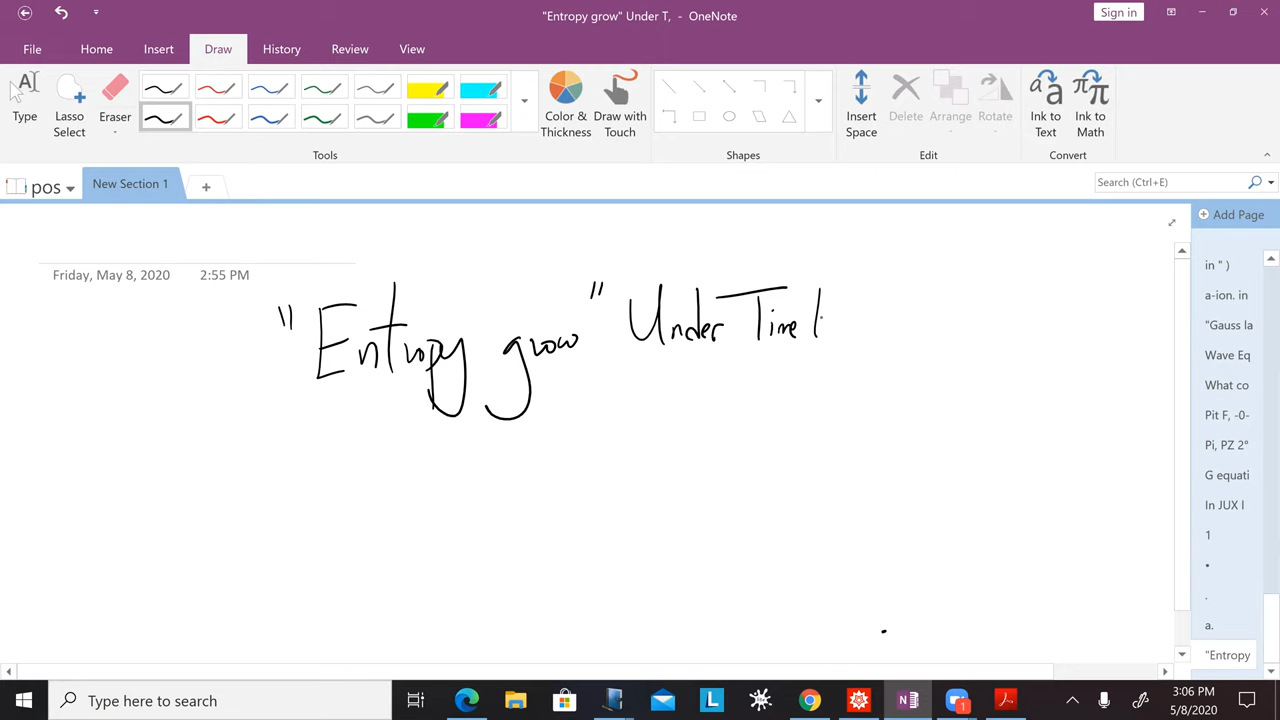 "Entropy grow" Under T, - OneNote
Sign in
File Home Insert Draw History Review View
Type
Lasso Select
Eraser
Color & Thickness
Draw with Touch
Insert Space
Delete
Arrange
Rotate
Ink to Text
Ink to Math
Tools
Shapes
Edit
Convert
pos
New Section 1
Search (Ctrl+E)
Add Page
Friday, May 8, 2020 2:55 PM
"Entropy grow" Under Time
in " )
a-ion. in
"Gauss la
Wave Eq
What co
Pit F, -0-
Pi, PZ 2°
G equati
In JUX l
1
•
.
a.
"Entropy
Type here to search
1
3:06 PM
5/8/2020